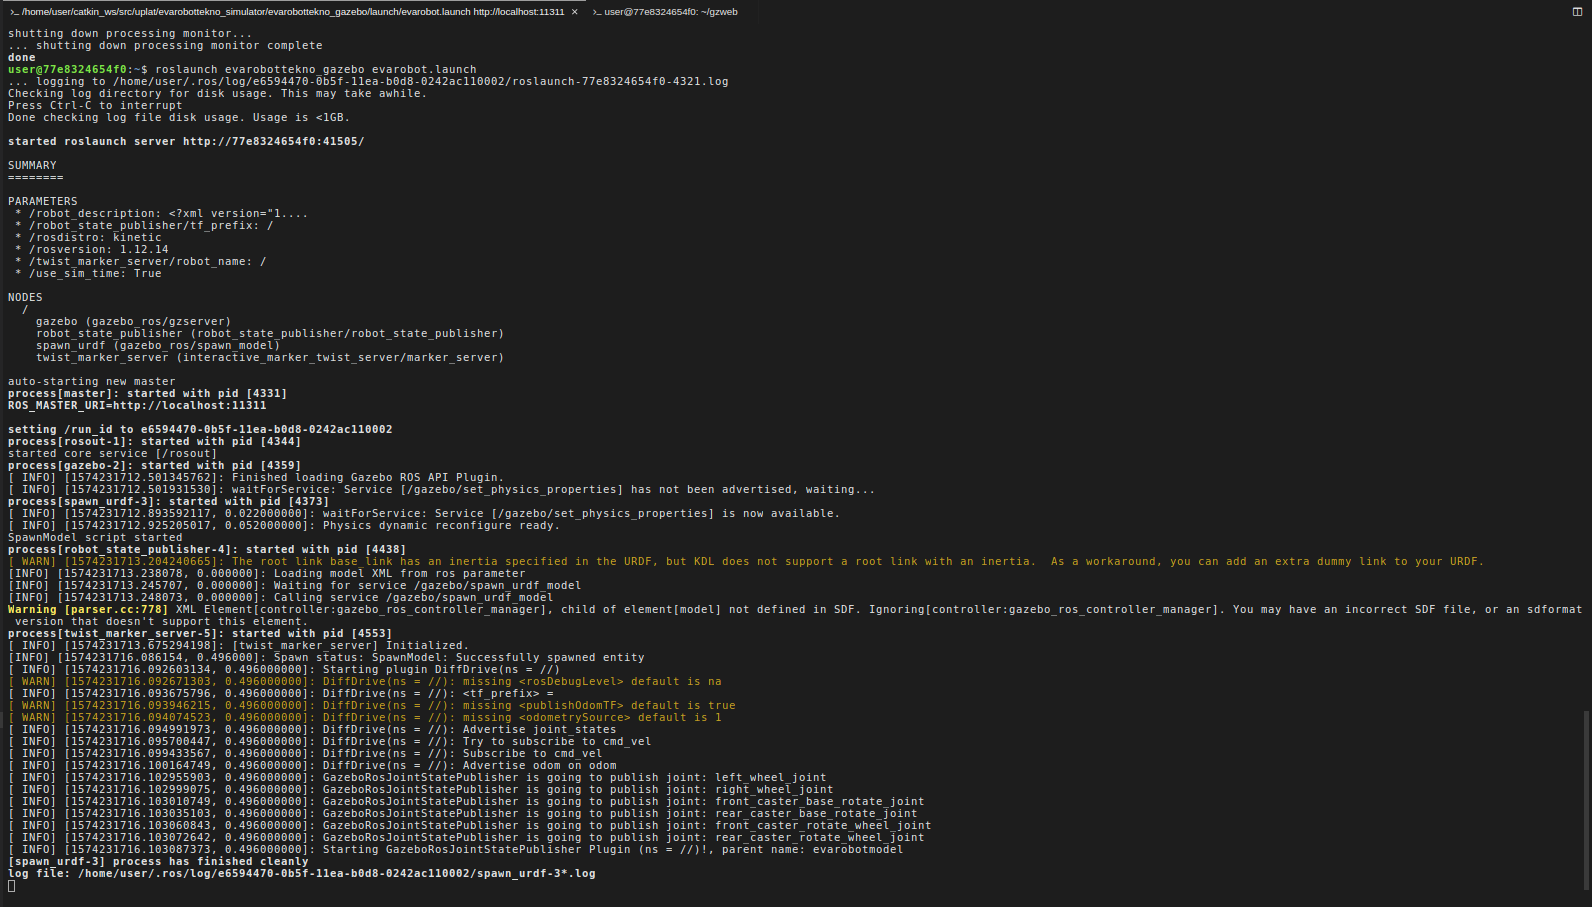 /home/user/catkin_ws/src/uplat/evarobottekno_simulator/evarobottekno_gazebo/launch/evarobot.launch http://localhost:11311 × user@77e8324654f0: ~/gzweb
shutting down processing monitor...
... shutting down processing monitor complete
done
user@77e8324654f0:~$ roslaunch evarobottekno_gazebo evarobot.launch
... logging to /home/user/.ros/log/e6594470-0b5f-11ea-b0d8-0242ac110002/roslaunch-77e8324654f0-4321.log
Checking log directory for disk usage. This may take awhile.
Press Ctrl-C to interrupt
Done checking log file disk usage. Usage is <1GB.
started roslaunch server http://77e8324654f0:41505/
SUMMARY
========
PARAMETERS
* /robot_description: <?xml version="1....
* /robot_state_publisher/tf_prefix: /
* /rosdistro: kinetic
* /rosversion: 1.12.14
* /twist_marker_server/robot_name: /
* /use_sim_time: True
NODES
/
gazebo (gazebo_ros/gzserver)
robot_state_publisher (robot_state_publisher/robot_state_publisher)
spawn_urdf (gazebo_ros/spawn_model)
twist_marker_server (interactive_marker_twist_server/marker_server)
auto-starting new master
process[master]: started with pid [4331]
ROS_MASTER_URI=http://localhost:11311
setting /run_id to e6594470-0b5f-11ea-b0d8-0242ac110002
process[rosout-1]: started with pid [4344]
started core service [/rosout]
process[gazebo-2]: started with pid [4359]
[ INFO] [1574231712.501345762]: Finished loading Gazebo ROS API Plugin.
[ INFO] [1574231712.501931530]: waitForService: Service [/gazebo/set_physics_properties] has not been advertised, waiting...
process[spawn_urdf-3]: started with pid [4373]
[ INFO] [1574231712.893592117, 0.022000000]: waitForService: Service [/gazebo/set_physics_properties] is now available.
[ INFO] [1574231712.925205017, 0.052000000]: Physics dynamic reconfigure ready.
SpawnModel script started
process[robot_state_publisher-4]: started with pid [4438]
[ WARN] [1574231713.204240665]: The root link base_link has an inertia specified in the URDF, but KDL does not support a root link with an inertia.  As a workaround, you can add an extra dummy link to your URDF.
[INFO] [1574231713.238078, 0.000000]: Loading model XML from ros parameter
[INFO] [1574231713.245707, 0.000000]: Waiting for service /gazebo/spawn_urdf_model
[INFO] [1574231713.248073, 0.000000]: Calling service /gazebo/spawn_urdf_model
Warning [parser.cc:778] XML Element[controller:gazebo_ros_controller_manager], child of element[model] not defined in SDF. Ignoring[controller:gazebo_ros_controller_manager]. You may have an incorrect SDF file, or an sdformat
version that doesn't support this element.
process[twist_marker_server-5]: started with pid [4553]
[ INFO] [1574231713.675294198]: [twist_marker_server] Initialized.
[INFO] [1574231716.086154, 0.496000]: Spawn status: SpawnModel: Successfully spawned entity
[ INFO] [1574231716.092603134, 0.496000000]: Starting plugin DiffDrive(ns = //)
[ WARN] [1574231716.092671303, 0.496000000]: DiffDrive(ns = //): missing <rosDebugLevel> default is na
[ INFO] [1574231716.093675796, 0.496000000]: DiffDrive(ns = //): <tf_prefix> =
[ WARN] [1574231716.093946215, 0.496000000]: DiffDrive(ns = //): missing <publishOdomTF> default is true
[ WARN] [1574231716.094074523, 0.496000000]: DiffDrive(ns = //): missing <odometrySource> default is 1
[ INFO] [1574231716.094991973, 0.496000000]: DiffDrive(ns = //): Advertise joint_states
[ INFO] [1574231716.095700447, 0.496000000]: DiffDrive(ns = //): Try to subscribe to cmd_vel
[ INFO] [1574231716.099433567, 0.496000000]: DiffDrive(ns = //): Subscribe to cmd_vel
[ INFO] [1574231716.100164749, 0.496000000]: DiffDrive(ns = //): Advertise odom on odom
[ INFO] [1574231716.102955903, 0.496000000]: GazeboRosJointStatePublisher is going to publish joint: left_wheel_joint
[ INFO] [1574231716.102999075, 0.496000000]: GazeboRosJointStatePublisher is going to publish joint: right_wheel_joint
[ INFO] [1574231716.103010749, 0.496000000]: GazeboRosJointStatePublisher is going to publish joint: front_caster_base_rotate_joint
[ INFO] [1574231716.103035103, 0.496000000]: GazeboRosJointStatePublisher is going to publish joint: rear_caster_base_rotate_joint
[ INFO] [1574231716.103060843, 0.496000000]: GazeboRosJointStatePublisher is going to publish joint: front_caster_rotate_wheel_joint
[ INFO] [1574231716.103072642, 0.496000000]: GazeboRosJointStatePublisher is going to publish joint: rear_caster_rotate_wheel_joint
[ INFO] [1574231716.103087373, 0.496000000]: Starting GazeboRosJointStatePublisher Plugin (ns = //)!, parent name: evarobotmodel
[spawn_urdf-3] process has finished cleanly
log file: /home/user/.ros/log/e6594470-0b5f-11ea-b0d8-0242ac110002/spawn_urdf-3*.log